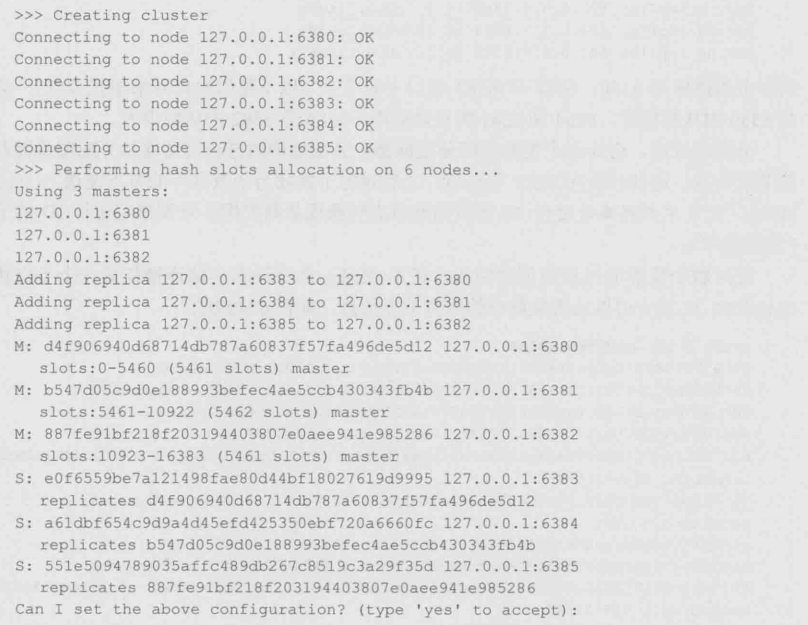 >>> Creating cluster
Connecting to node 127.0.0.1:6380: OK
Connecting to node 127.0.0.1:6381: OK
Connecting to node 127.0.0.1:6382: OK
Connecting to node 127.0.0.1:6383: OK
Connecting to node 127.0.0.1:6384: OK
Connecting to node 127.0.0.1:6385: OK
>>> Performing hash slots allocation on 6 nodes...
Using 3 masters:
127.0.0.1:6380
127.0.0.1:6381
127.0.0.1:6382
Adding replica 127.0.0.1:6383 to 127.0.0.1:6380
Adding replica 127.0.0.1:6384 to 127.0.0.1:6381
Adding replica 127.0.0.1:6385 to 127.0.0.1:6382
M: d4f906940d68714db787a60837f57fa496de5d12 127.0.0.1:6380
slots:0-5460 (5461 slots) master
M: b547d05c9d0e188993befec4ae5ccb430343fb4b 127.0.0.1:6381
slots:5461-10922 (5462 slots) master
M: 887fe91bf218f203194403807e0aee941e985286 127.0.0.1:6382
slots:10923-16383 (5461 slots) master
S: e0f6559be7a121498fae80d44bf18027619d9995 127.0.0.1:6383
replicates d4f906940d68714db787a60837f57fa496de5d12
S: a61dbf654c9d9a4d45efd425350ebf720a6660fc 127.0.0.1:6384
replicates b547d05c9d0e188993befec4ae5ccb430343fb4b
S: 551e5094789035affc489db267c8519c3a29f35d 127.0.0.1:6385
replicates 887fe91bf218f203194403807e0aee941e985286
Can I set the above configuration? (type 'yes' to accept):